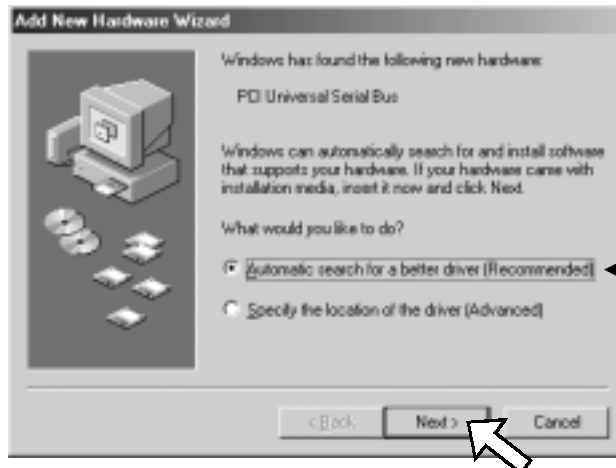 Add New Hardware Wizard
Windows has found the following new hardware:
PCI Universal Serial Bus
Windows can automatically search for and install software
that supports your hardware. If your hardware came with
installation media, insert it now and click Next.
What would you like to do?
Automatic search for a better driver (Recommended)
Specify the location of the driver (Advanced)
< Back
Next >
Cancel